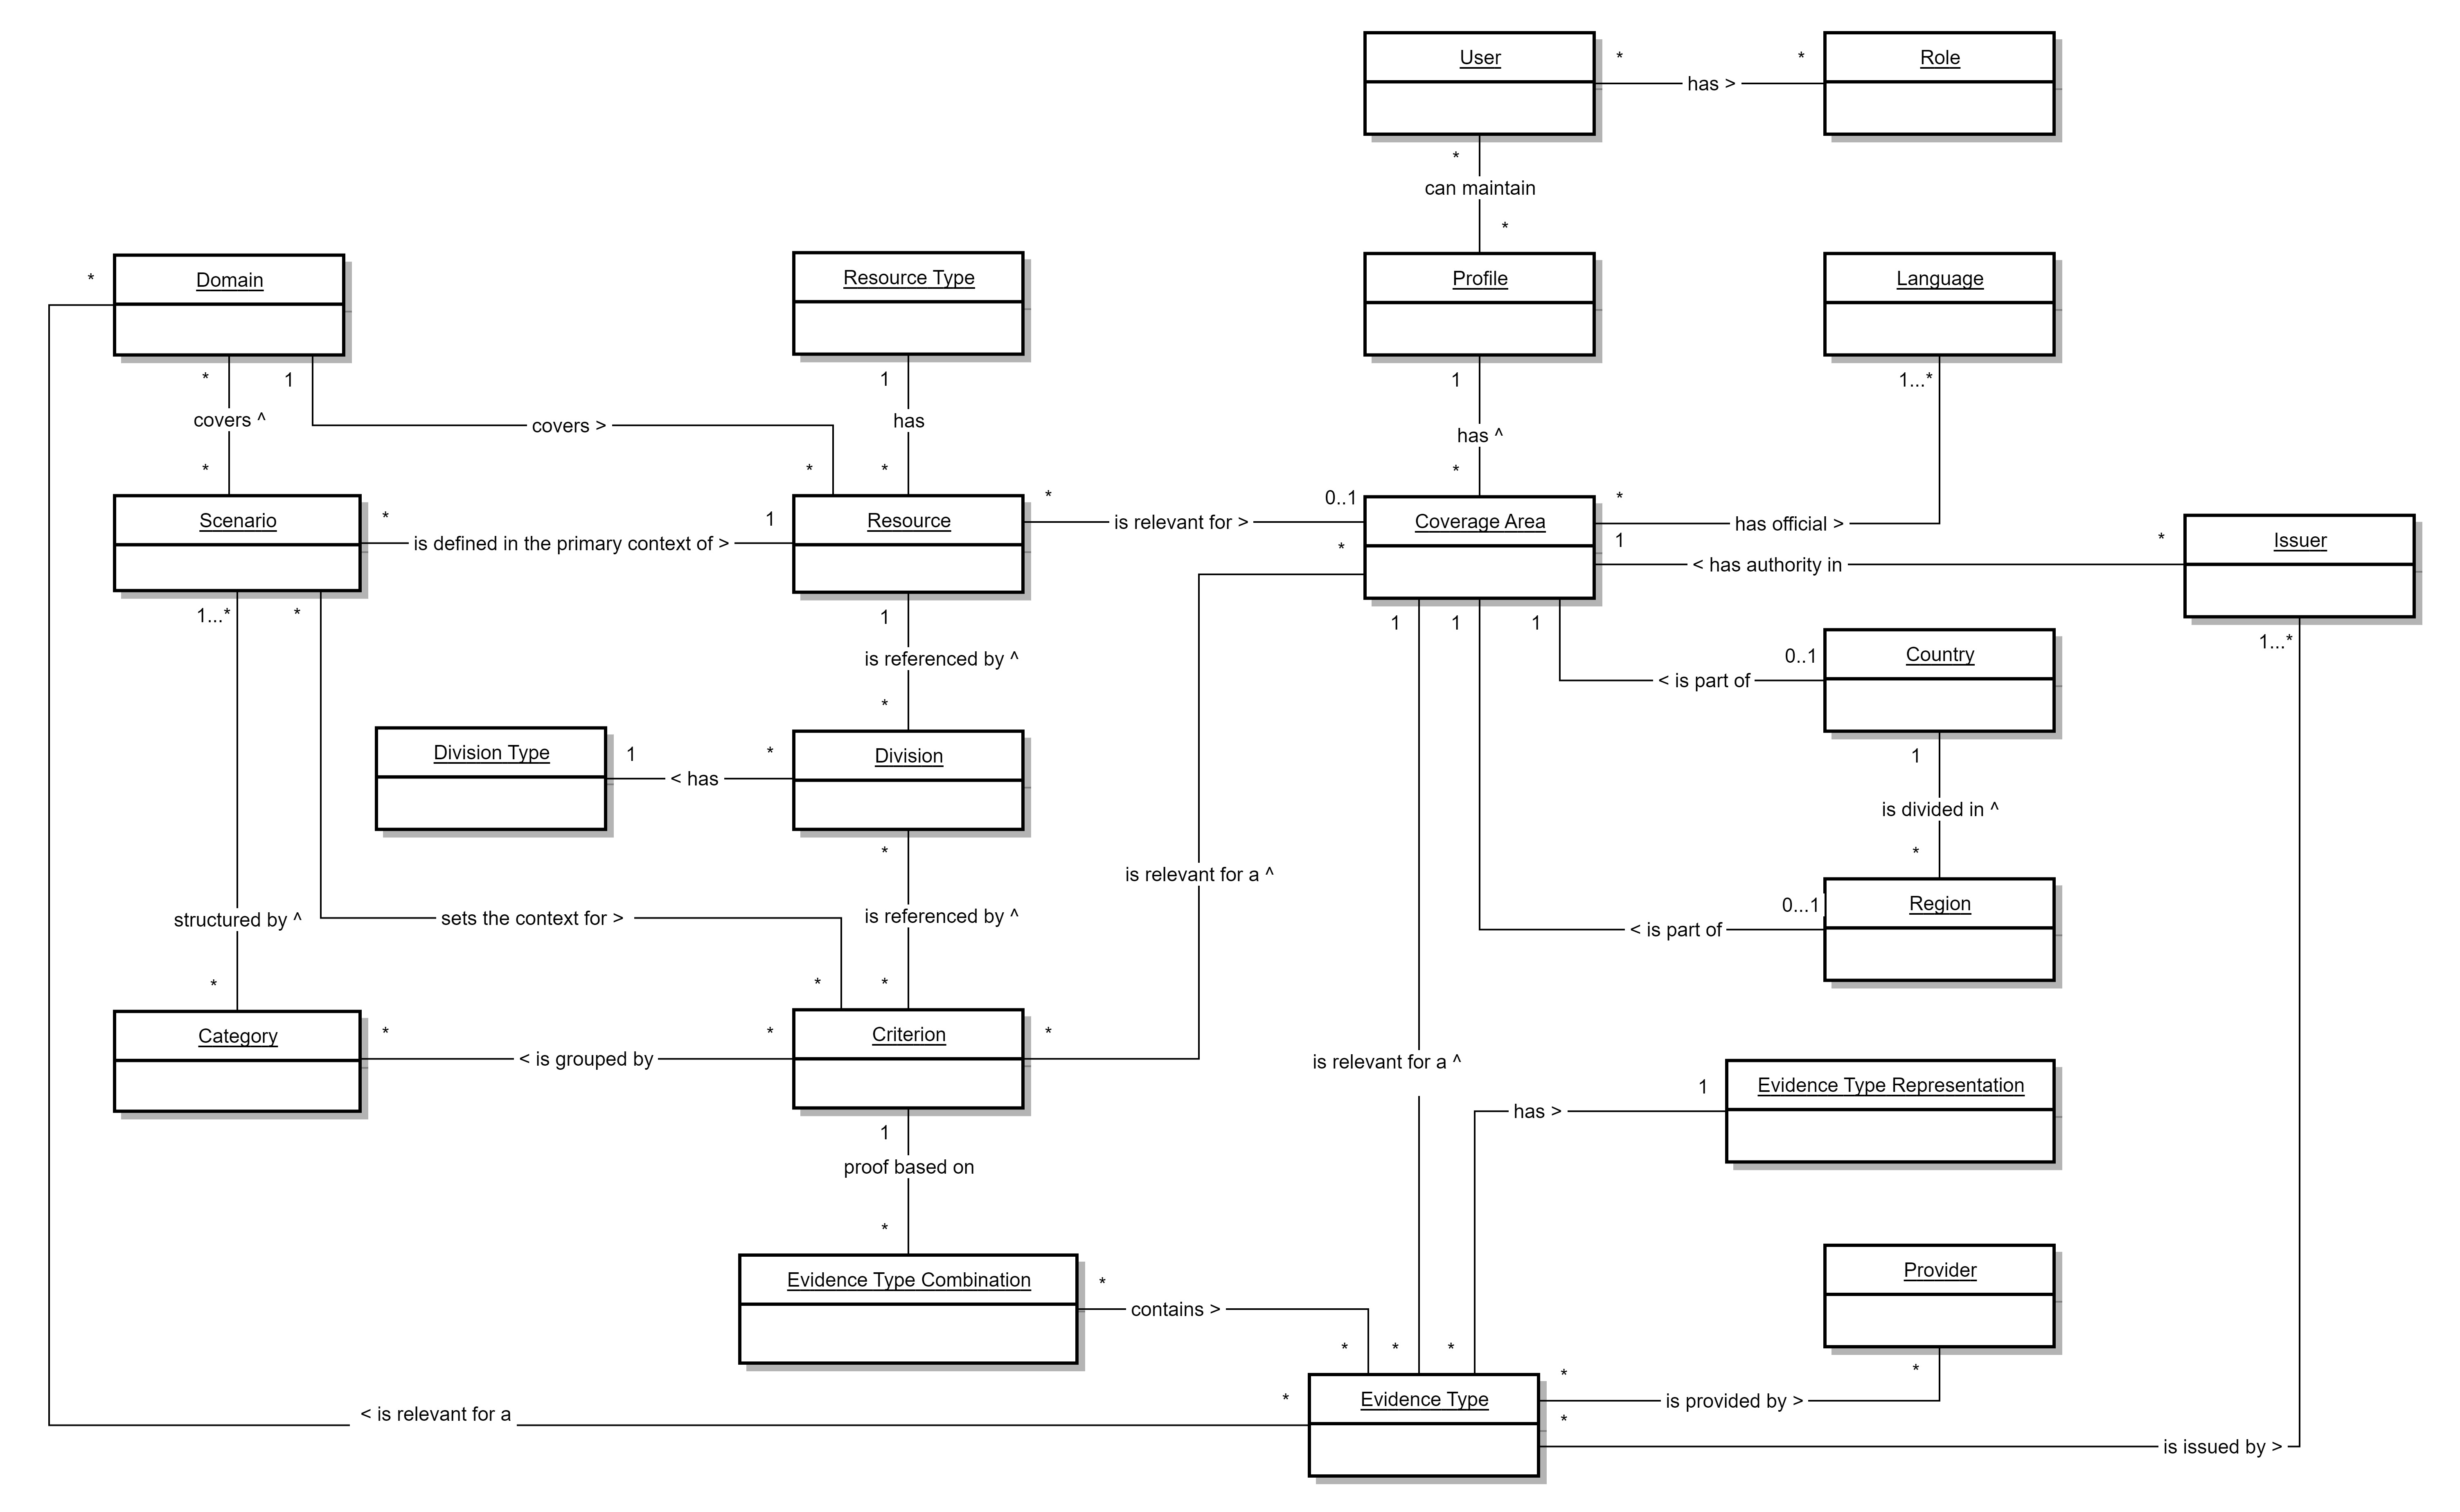 User
*
*
Role
has >
*
can maintain
*
*
Domain
Resource Type
Profile
Language
*
1
1
1
1...*
covers ^
covers >
has
has ^
*
*
*
*
Scenario
*
1
Resource
*
is relevant for >
0..1
Coverage Area
*
has official >
is defined in the primary context of >
*
1
< has authority in
*
Issuer
1...*
*
1
1
1
1
1...*
is referenced by ^
0..1
Country
< is part of
*
Division Type
1
*
Division
< has
1
is divided in ^
*
*
is relevant for a ^
structured by ^
sets the context for >
is referenced by ^
0...1
Region
< is part of
*
*
*
Category
*
*
Criterion
*
< is grouped by
is relevant for a ^
1
Evidence Type Representation
has >
1
proof based on
*
Evidence Type Combination
*
contains >
Provider
*
*
*
*
*
< is relevant for a
*
Evidence Type
is provided by >
*
is issued by >